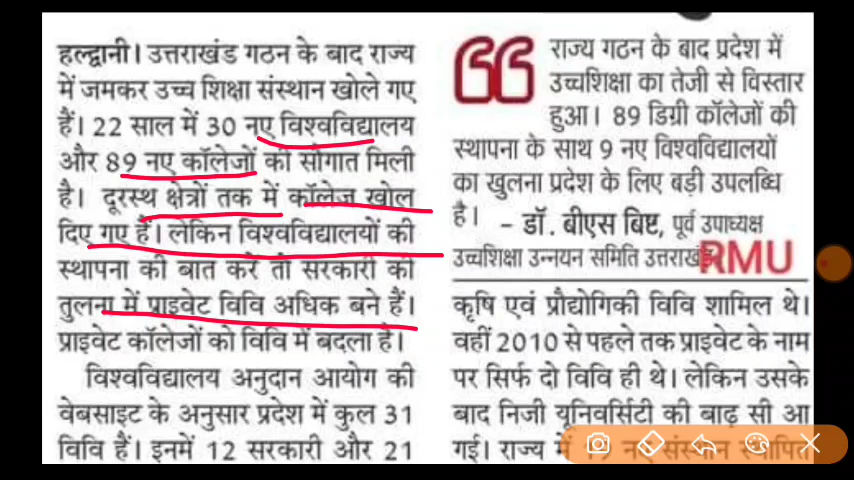 हल्द्वानी। उत्तराखंड गठन के बाद राज्य
में जमकर उच्च शिक्षा संस्थान खोले गए
हैं। 22 साल में 30 नए विश्वविद्यालय
और 89 नए कॉलेजों की सौगात मिली
है। दूरस्थ क्षेत्रों तक में कॉलेज खोल
दिए गए हैं। लेकिन विश्वविद्यालयों की
स्थापना की बात करें तो सरकारी की
तुलना में प्राइवेट विवि अधिक बने हैं।
प्राइवेट कॉलेजों को विवि में बदला है।
विश्वविद्यालय अनुदान आयोग की
वेबसाइट के अनुसार प्रदेश में कुल 31
विवि हैं। इनमें 12 सरकारी और 21
राज्य गठन के बाद प्रदेश में
उच्चशिक्षा का तेजी से विस्तार
हुआ। 89 डिग्री कॉलेजों की
स्थापना के साथ 9 नए विश्वविद्यालयों
का खुलना प्रदेश के लिए बड़ी उपलब्धि
है। - डॉ. बीएस बिष्ट, पूर्व उपाध्यक्ष
उच्चशिक्षा उन्नयन समिति उत्तराखंड
RMU
कृषि एवं प्रौद्योगिकी विवि शामिल थे।
वहीं 2010 से पहले तक प्राइवेट के नाम
पर सिर्फ दो विवि ही थे। लेकिन उसके
बाद निजी यूनिवर्सिटी की बाढ़ सी आ
गई। राज्य में नए संस्थान स्थापित